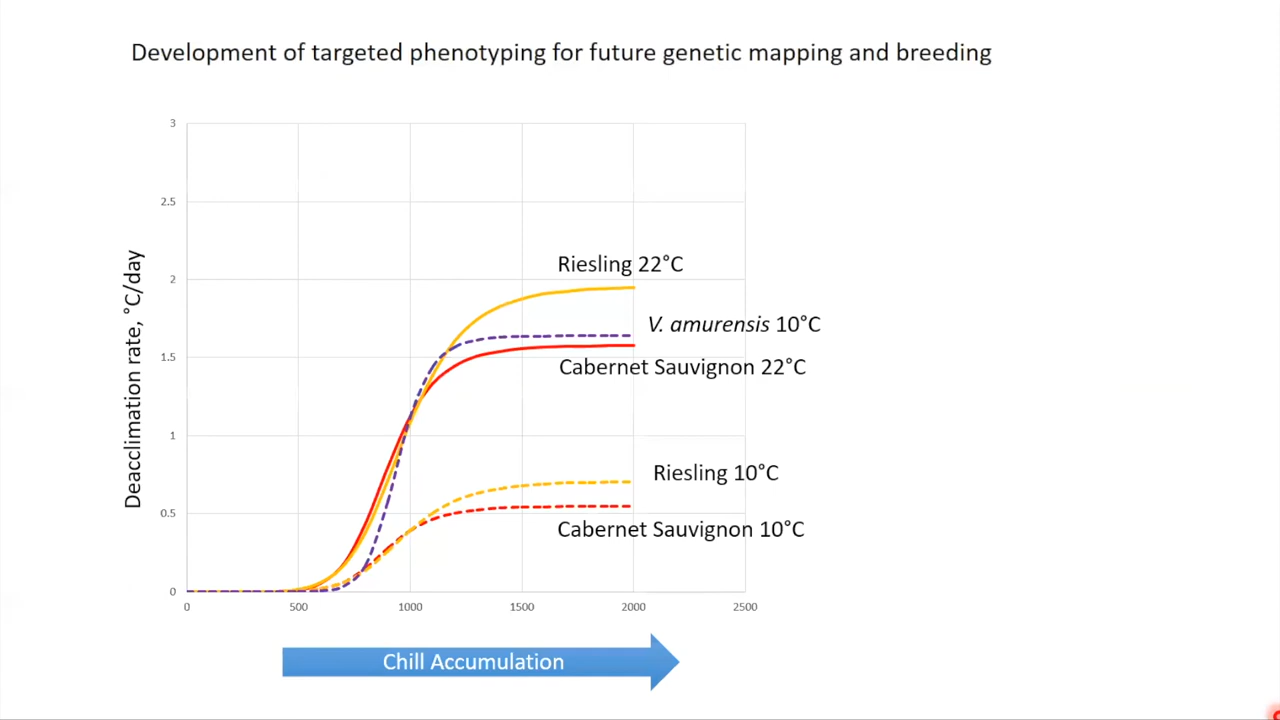 Development of targeted phenotyping for future genetic mapping and breeding
3
2.5
2
1.5
1
0.5
0
Deacclimation rate, °C/day
Riesling 22°C
V. amurensis 10°C
Cabernet Sauvignon 22°C
Riesling 10°C
Cabernet Sauvignon 10°C
0 500 1000 1500 2000 2500
Chill Accumulation